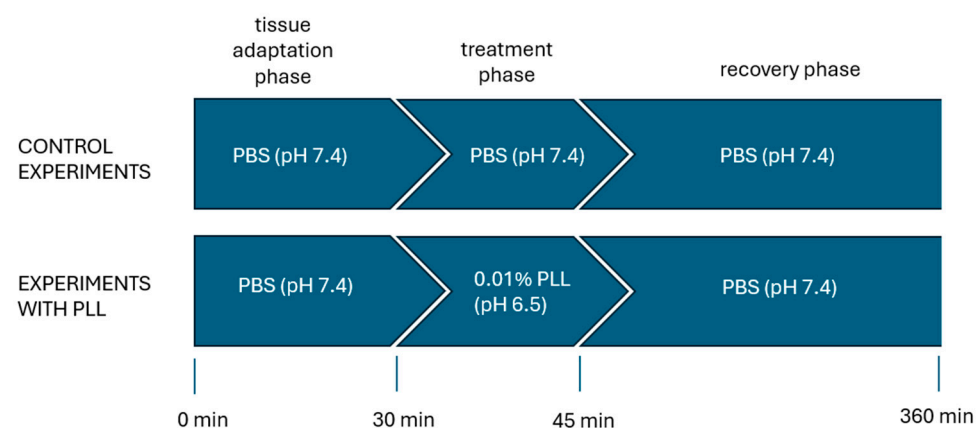 tissue
adaptation
phase
treatment
phase
recovery phase
CONTROL
EXPERIMENTS
PBS (pH 7.4)
PBS (pH 7.4)
PBS (pH 7.4)
EXPERIMENTS
WITH PLL
PBS (pH 7.4)
0.01% PLL
(pH 6.5)
PBS (pH 7.4)
0 min
30 min
45 min
360 min